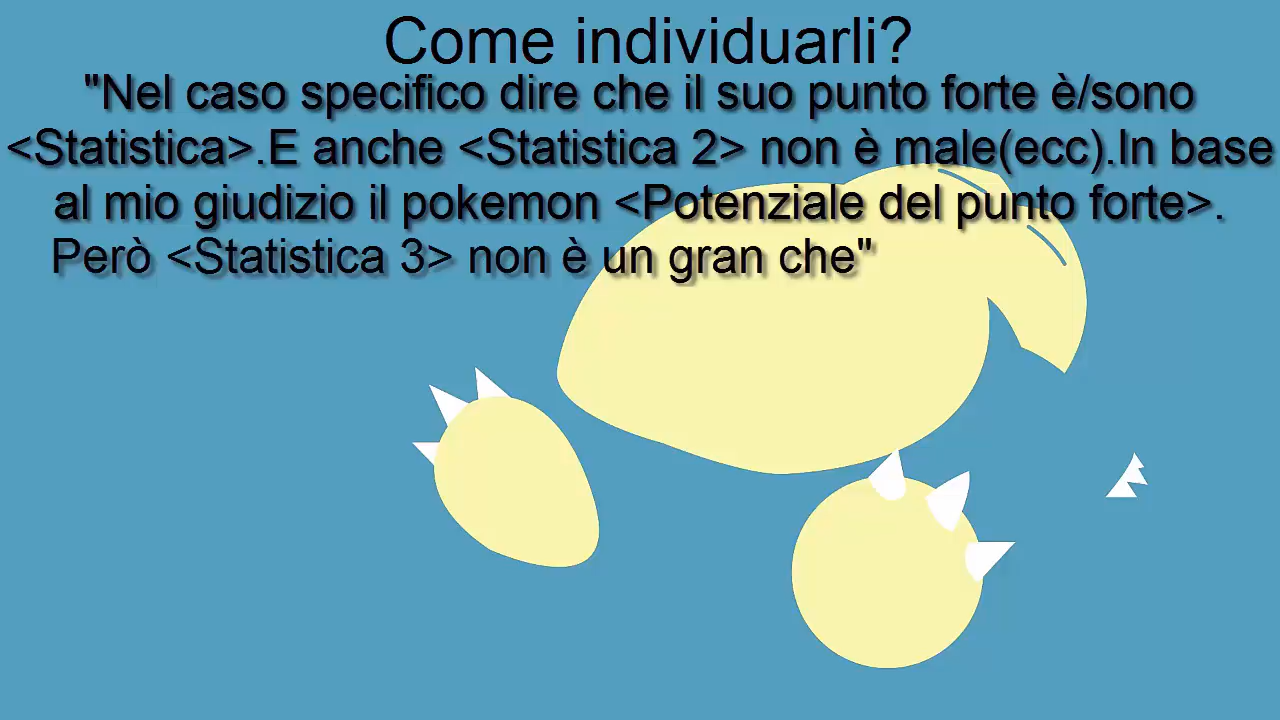 Come individuarli?
"Nel caso specifico dire che il suo punto forte è/sono
<Statistica>.E anche <Statistica 2> non è male(ecc).In base
al mio giudizio il pokemon <Potenziale del punto forte>.
Però <Statistica 3> non è un gran che"